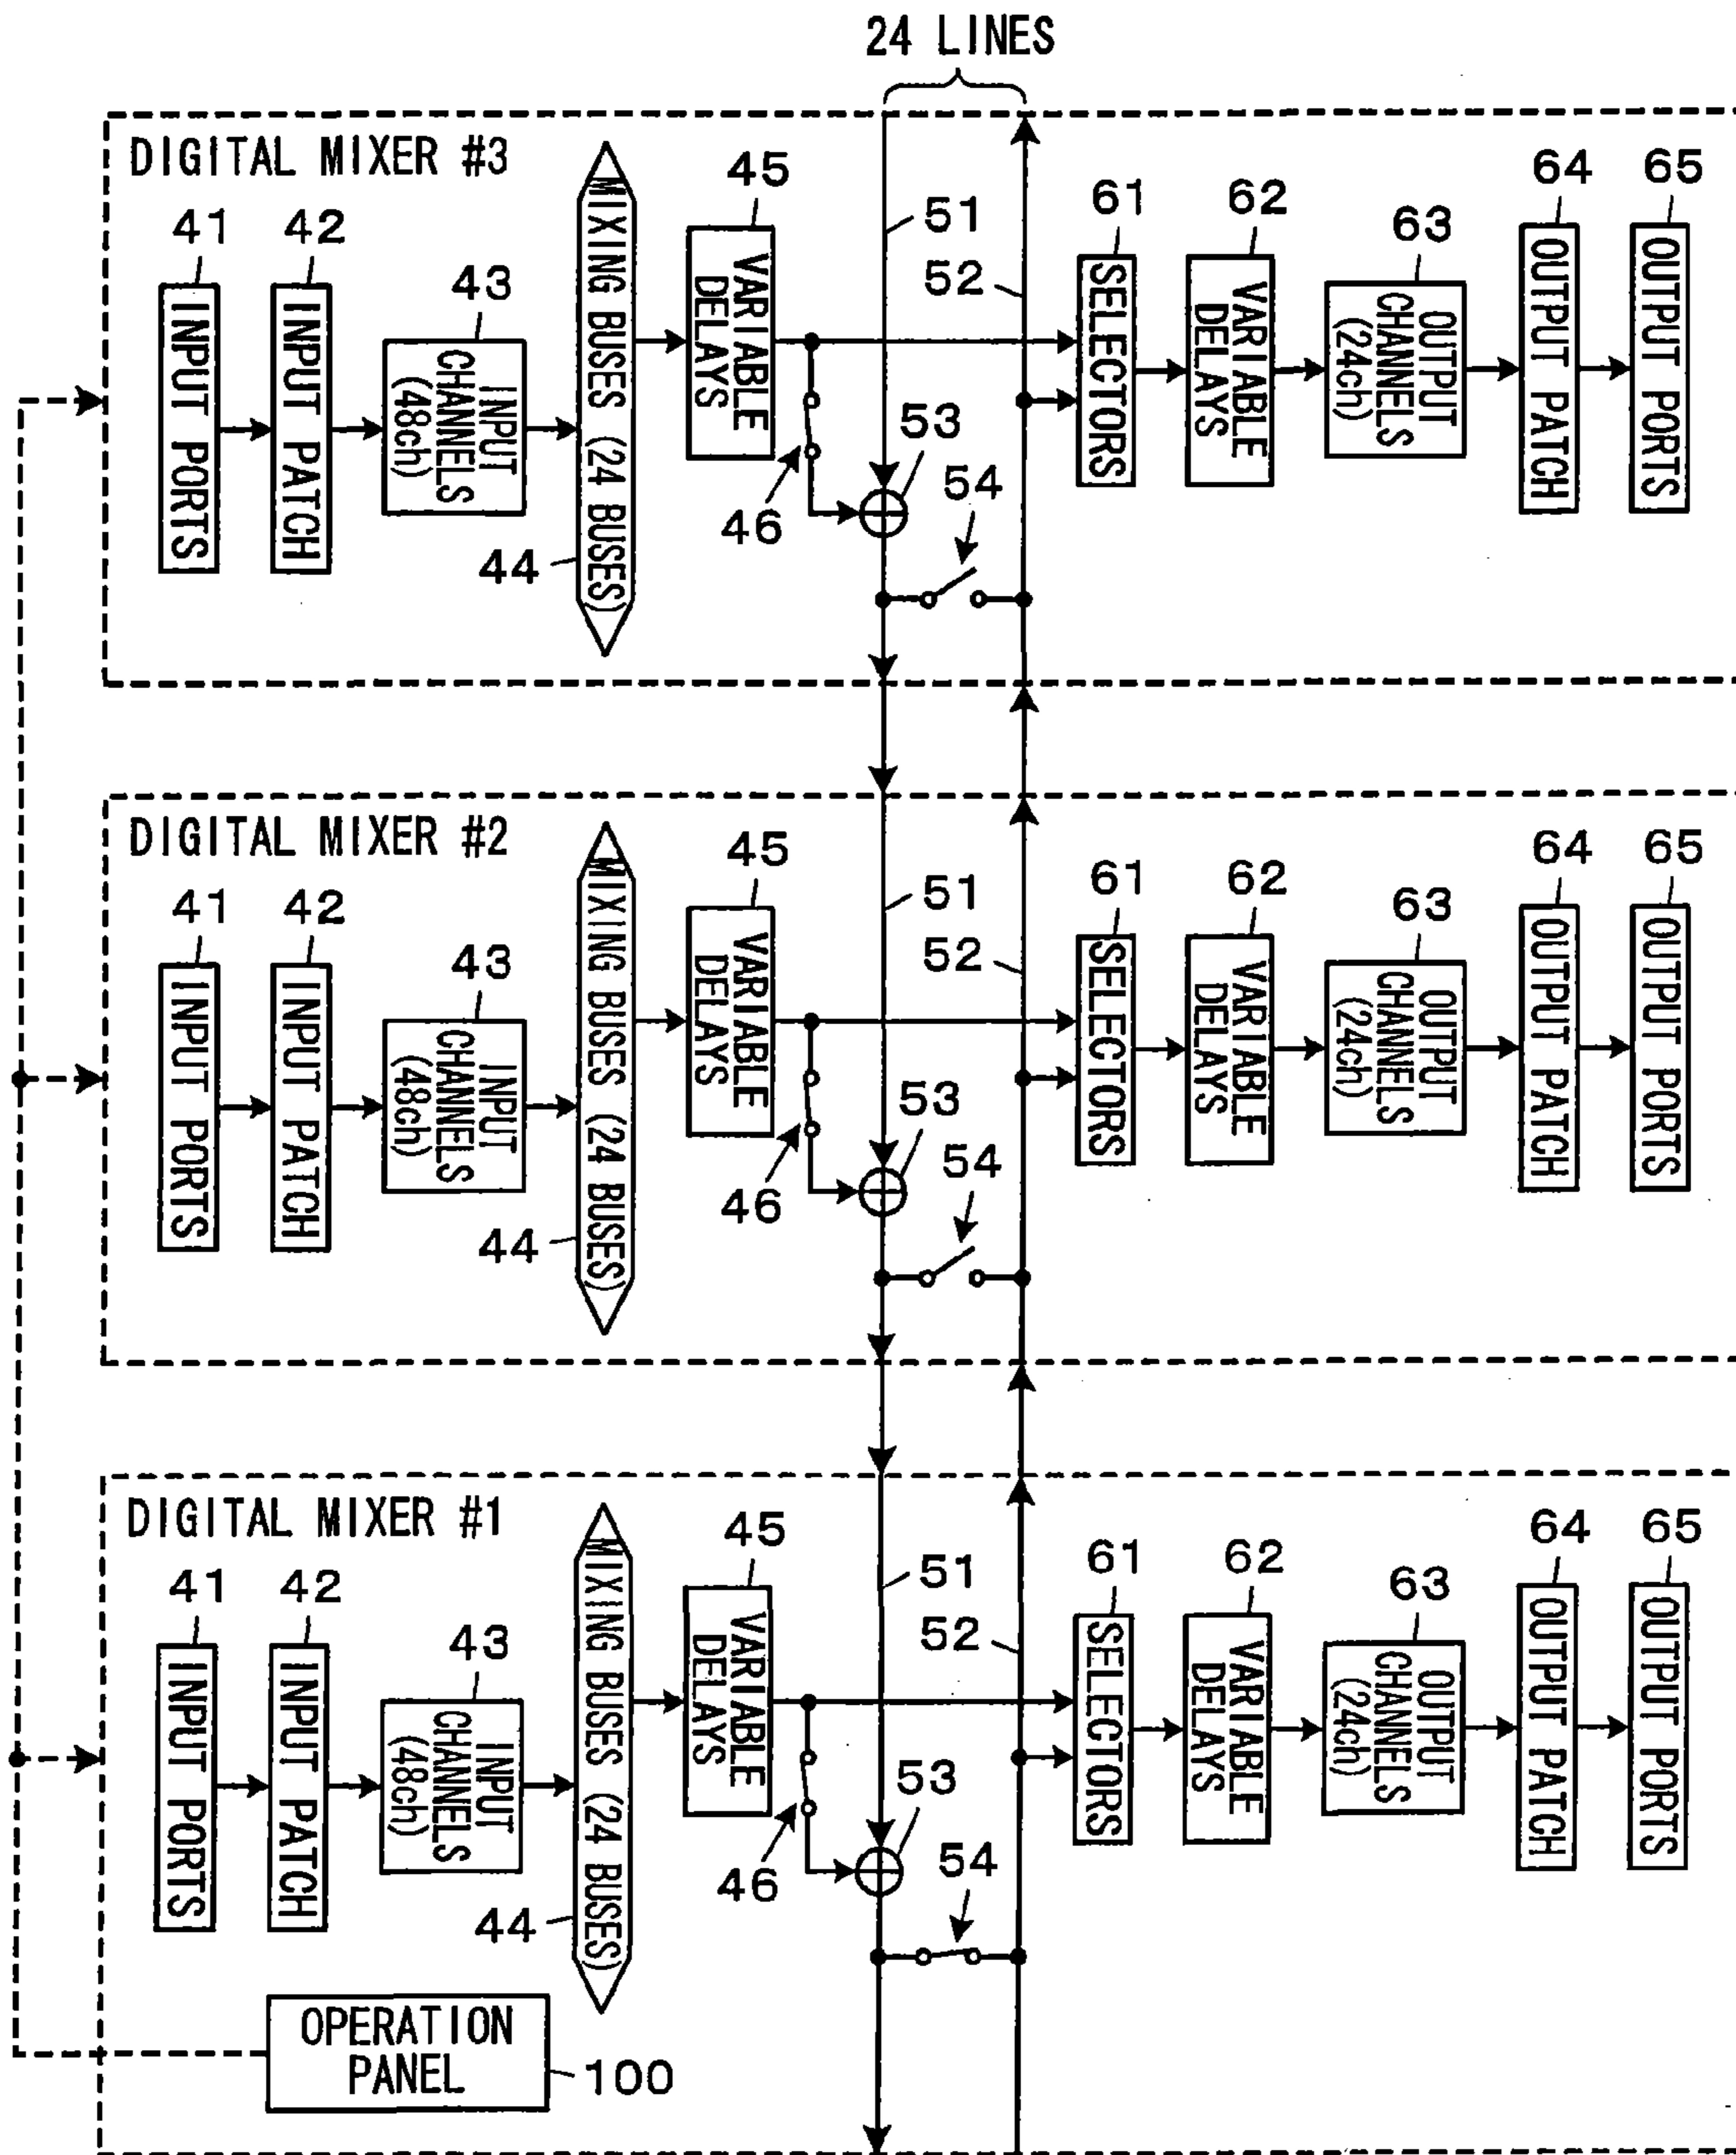 24 LINES
DIGITAL MIXER #3
41
42
43
44
45
46
51
52
53
54
61
62
63
64
65
INPUT PORTS
INPUT PATCH
INPUT
CHANNELS
(48ch)
MIXING BUSES (24 BUSES)
VARIABLE
DELAYS
SELECTORS
VARIABLE
DELAYS
OUTPUT
CHANNELS
(24ch)
OUTPUT PATCH
OUTPUT PORTS
DIGITAL MIXER #2
41
42
43
44
45
46
51
52
53
54
61
62
63
64
65
INPUT PORTS
INPUT PATCH
INPUT
CHANNELS
(48ch)
MIXING BUSES (24 BUSES)
VARIABLE
DELAYS
SELECTORS
VARIABLE
DELAYS
OUTPUT
CHANNELS
(24ch)
OUTPUT PATCH
OUTPUT PORTS
DIGITAL MIXER #1
41
42
43
44
45
46
51
52
53
54
61
62
63
64
65
INPUT PORTS
INPUT PATCH
INPUT
CHANNELS
(48ch)
MIXING BUSES (24 BUSES)
VARIABLE
DELAYS
SELECTORS
VARIABLE
DELAYS
OUTPUT
CHANNELS
(24ch)
OUTPUT PATCH
OUTPUT PORTS
OPERATION
PANEL
100